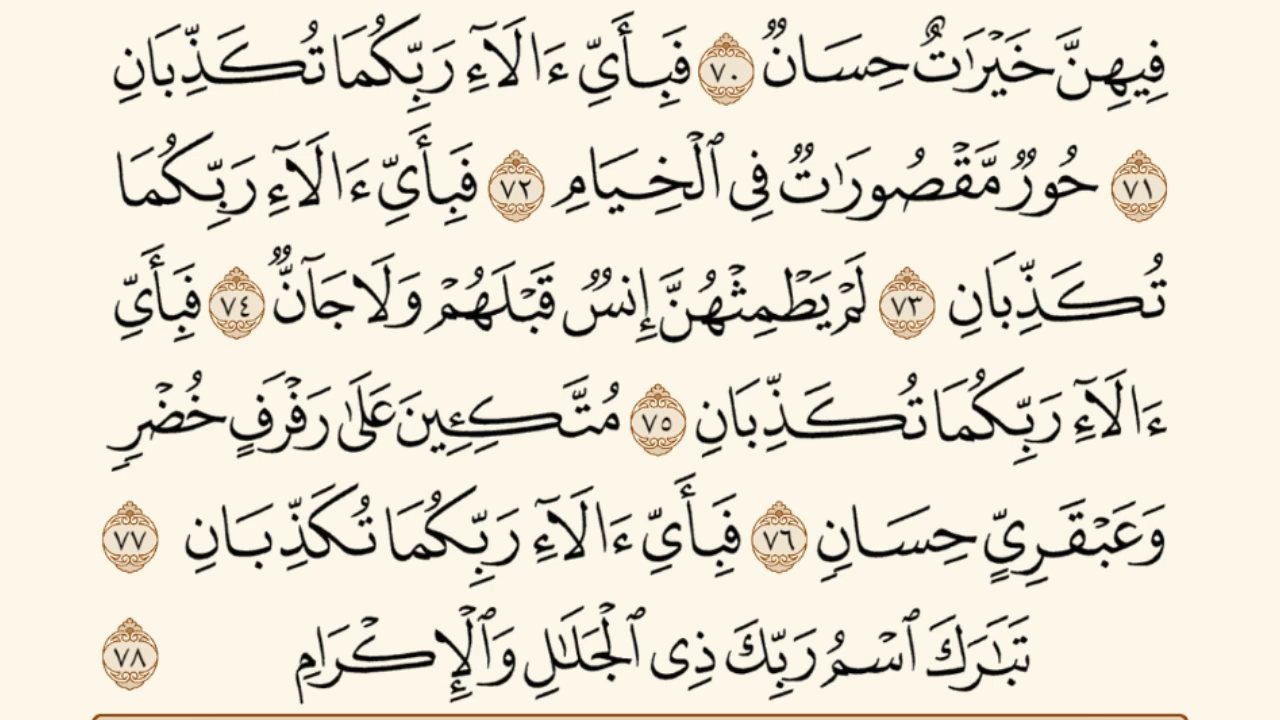 فِيهِنَّ خَيْرَٰتٌ حِسَانٌ ٧٠ فَبِأَيِّ ءَالَآءِ رَبِّكُمَا تُكَذِّبَانِ
٧١ حُورٌ مَّقْصُورَٰتٌ فِى ٱلْخِيَامِ ٧٢ فَبِأَيِّ ءَالَآءِ رَبِّكُمَا
تُكَذِّبَانِ ٧٣ لَمْ يَطْمِثْهُنَّ إِنسٌ قَبْلَهُمْ وَلَا جَآنٌّ ٧٤ فَبِأَيِّ
ءَالَآءِ رَبِّكُمَا تُكَذِّبَانِ ٧٥ مُتَّكِـِٔينَ عَلَىٰ رَفْرَفٍ خُضْرٍ
وَعَبْقَرِيٍّ حِسَانٍ ٧٦ فَبِأَيِّ ءَالَآءِ رَبِّكُمَا تُكَذِّبَانِ ٧٧
تَبَٰرَكَ ٱسْمُ رَبِّكَ ذِى ٱلْجَلَٰلِ وَٱلْإِكْرَامِ ٧٨